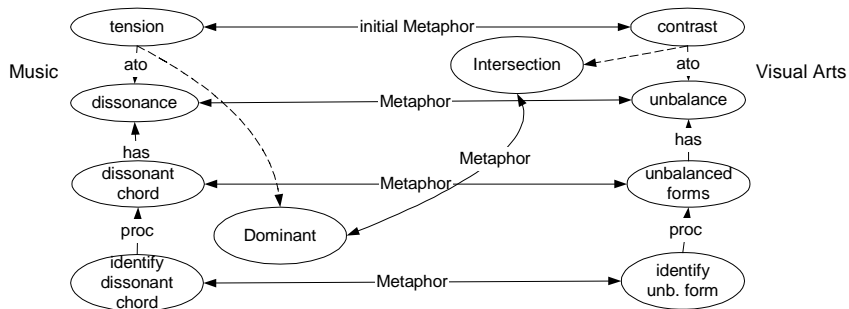 tension
initial Metaphor
contrast
Music
ato
Intersection
ato
Visual Arts
dissonance
Metaphor
unbalance
has
Metaphor
has
dissonant
chord
Metaphor
unbalanced
forms
proc
Dominant
proc
identify
dissonant
chord
Metaphor
identify
unb. form